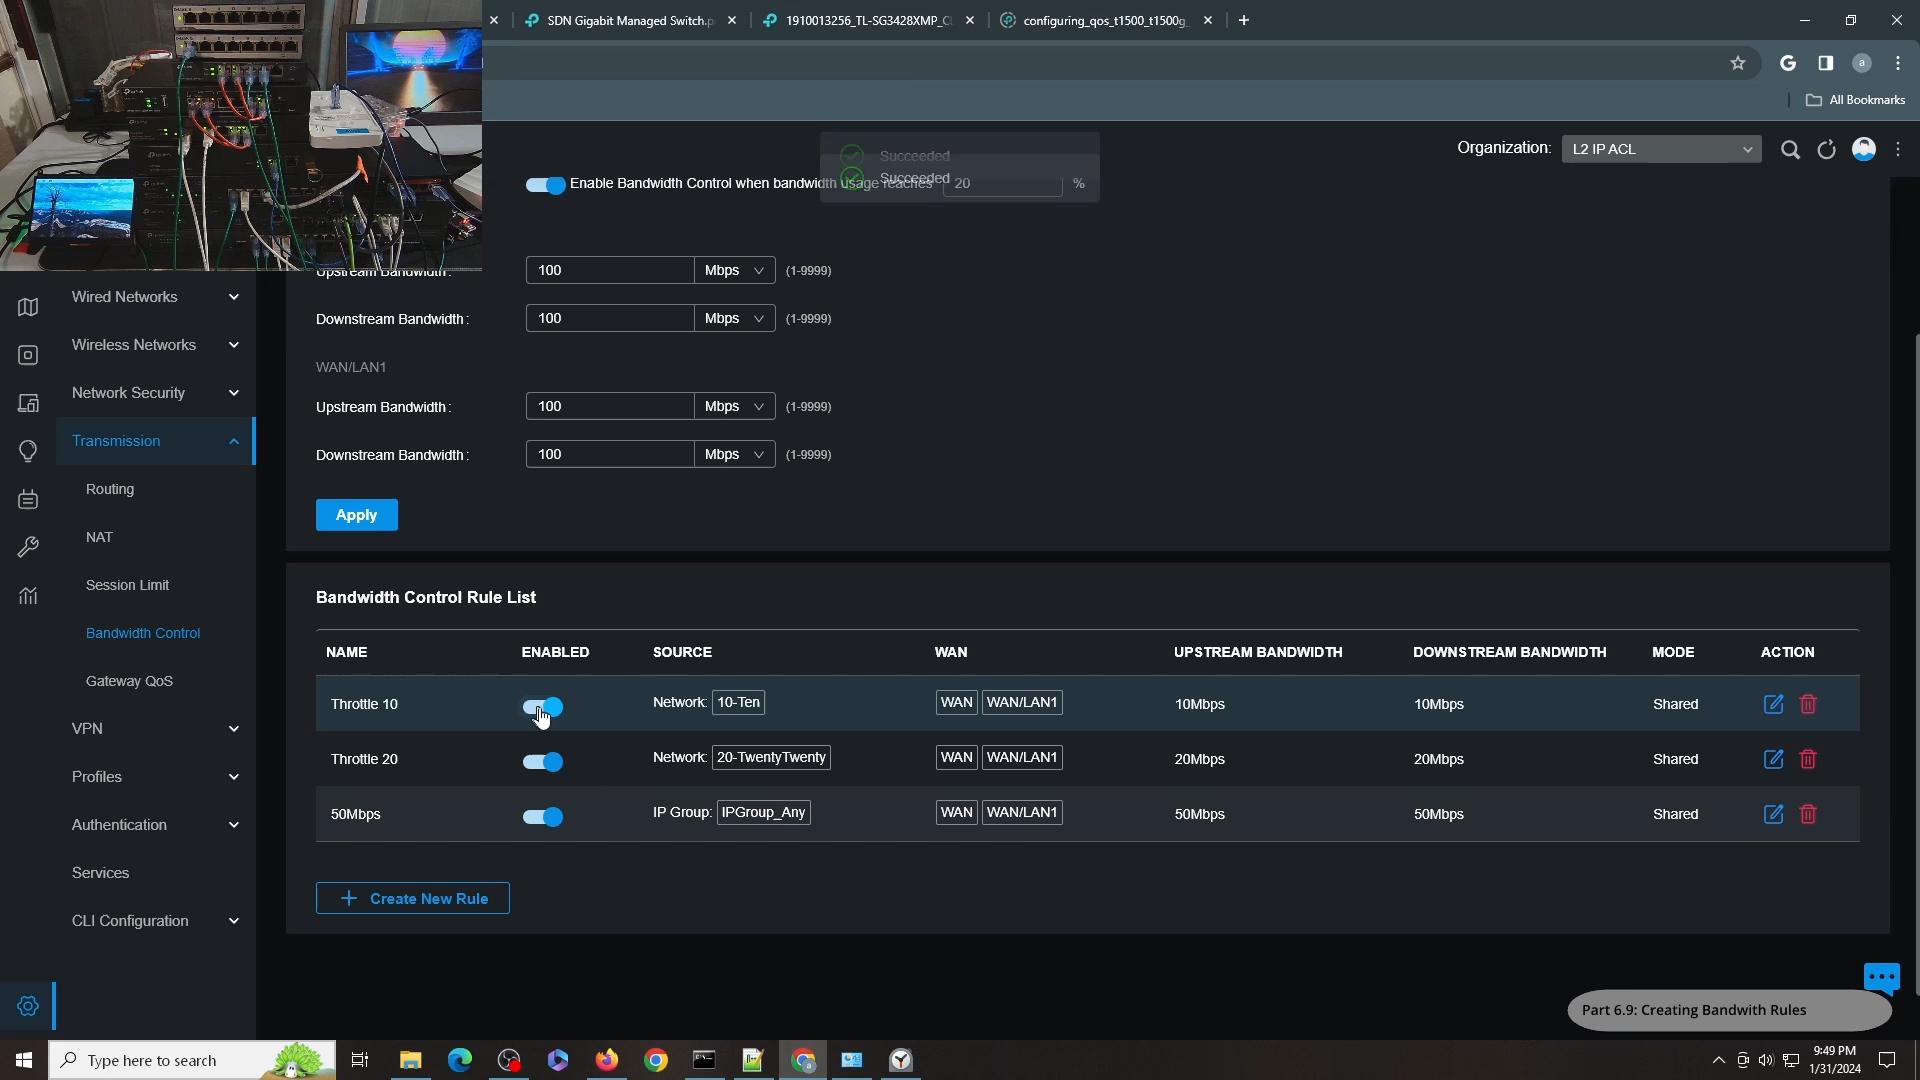 SDN Gigabit Managed Switch.p
1910013256_TL-SG3428XMP_C
configuring_qos_t1500_t1500g_
All Bookmarks
Organization:
L2 IP ACL
Succeeded
Succeeded
Enable Bandwidth Control when bandwidth usage reaches
20
%
Upstream Bandwidth:
100
Mbps
(1-9999)
Downstream Bandwidth:
100
Mbps
(1-9999)
WAN/LAN1
Upstream Bandwidth:
100
Mbps
(1-9999)
Downstream Bandwidth:
100
Mbps
(1-9999)
Apply
Wired Networks
Wireless Networks
Network Security
Transmission
Routing
NAT
Session Limit
Bandwidth Control
Gateway QoS
VPN
Profiles
Authentication
Services
CLI Configuration
Bandwidth Control Rule List
NAME ENABLED SOURCE WAN UPSTREAM BANDWIDTH DOWNSTREAM BANDWIDTH MODE ACTION
Throttle 10 Network: 10-Ten WAN WAN/LAN1 10Mbps 10Mbps Shared
Throttle 20 Network: 20-TwentyTwenty WAN WAN/LAN1 20Mbps 20Mbps Shared
50Mbps IP Group: IPGroup_Any WAN WAN/LAN1 50Mbps 50Mbps Shared
Create New Rule
Part 6.9: Creating Bandwith Rules
Type here to search
9:49 PM
1/31/2024